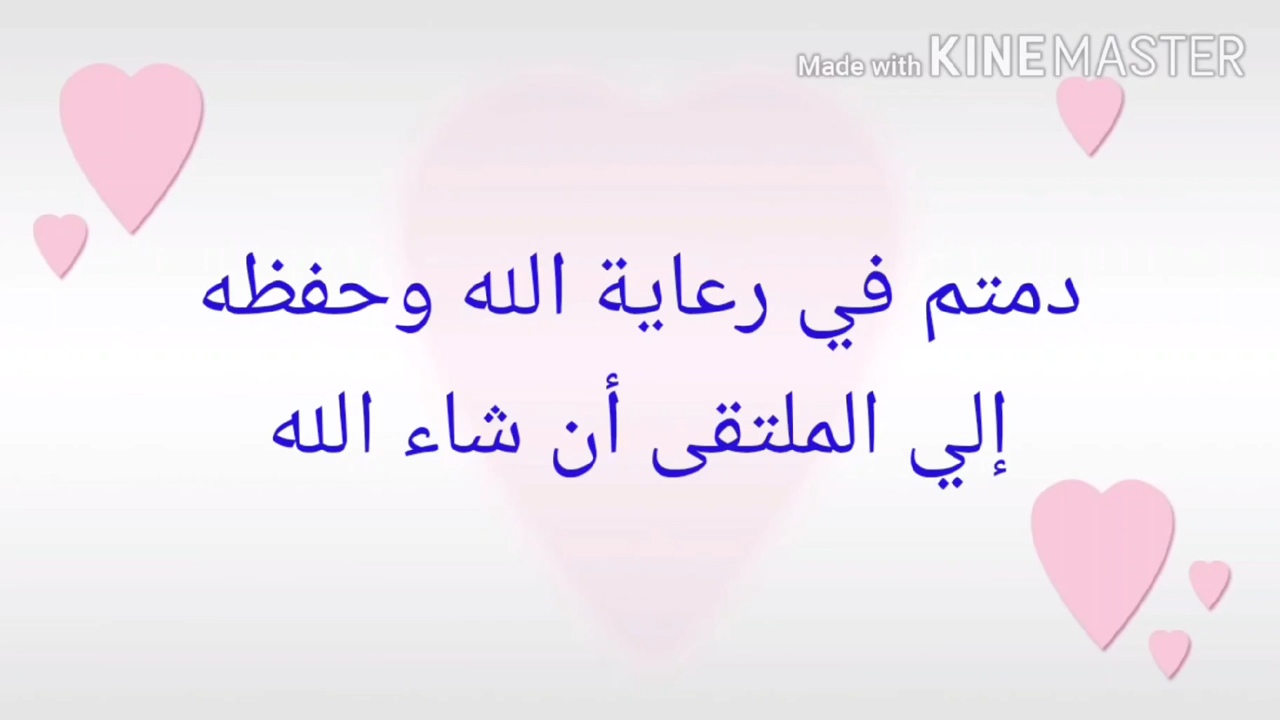 Made with KINEMASTER
دمتم في رعاية الله وحفظه
إلي الملتقى أن شاء الله